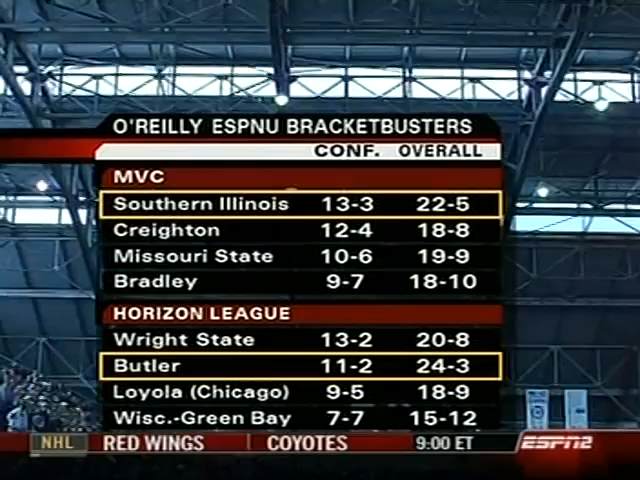 O'REILLY ESPNU BRACKETBUSTERS
CONF. OVERALL
MVC
Southern Illinois 13-3 22-5
Creighton 12-4 18-8
Missouri State 10-6 19-9
Bradley 9-7 18-10
HORIZON LEAGUE
Wright State 13-2 20-8
Butler 11-2 24-3
Loyola (Chicago) 9-5 18-9
Wisc.-Green Bay 7-7 15-12
NHL RED WINGS COYOTES 9:00 ET ESPN2